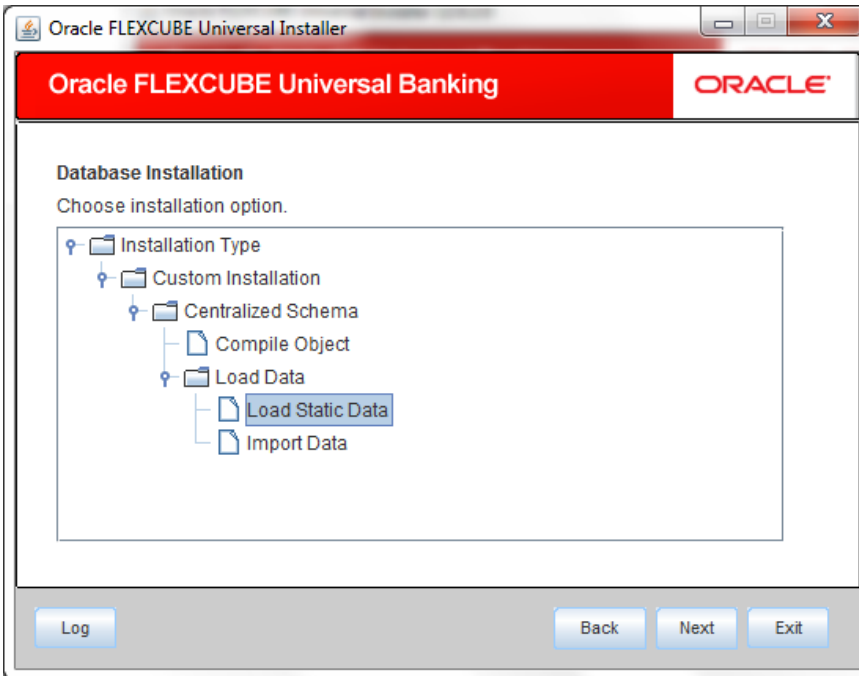 Oracle FLEXCUBE Universal Installer
Oracle FLEXCUBE Universal Banking
ORACLE
Database Installation
Choose installation option.
Installation Type
Custom Installation
Centralized Schema
Compile Object
Load Data
Load Static Data
Import Data
Log
Back
Next
Exit